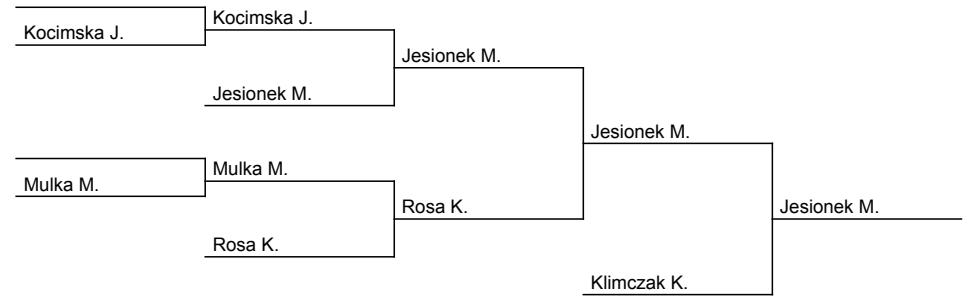 Kocimska J.
Kocimska J.
Jesionek M.
Jesionek M.
Jesionek M.
Mulka M.
Mulka M.
Rosa K.
Jesionek M.
Rosa K.
Klimczak K.